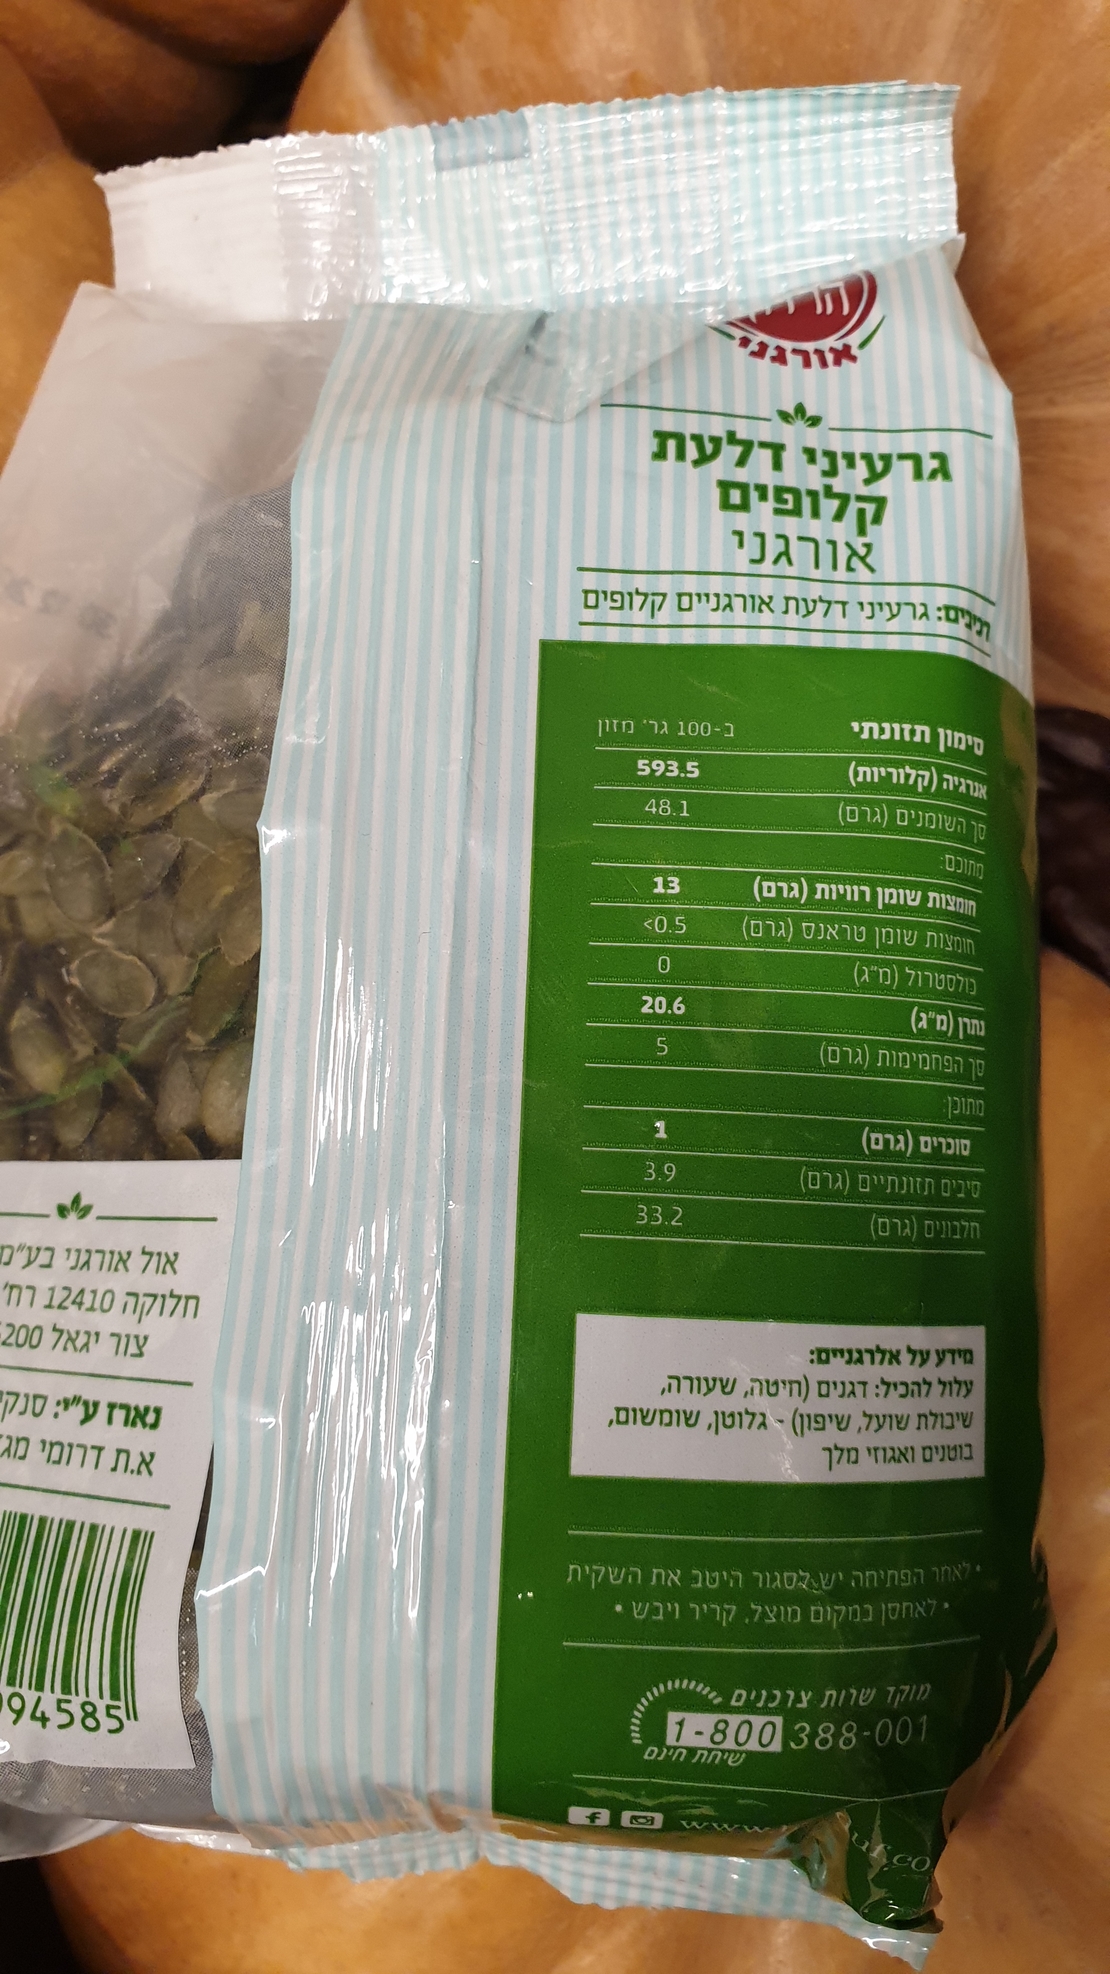 אורגני
גרעיני דלעת
קלופים
אורגני
רכיבים: גרעיני דלעת אורגניים קלופים
סימון תזונתי ב-100 גר' מזון
אנרגיה (קלוריות) 593.5
סך השומנים (גרם) 48.1
מתוכם:
חומצות שומן רוויות (גרם) 13
חומצות שומן טראנס (גרם) <0.5
כולסטרול (מ"ג) 0
נתרן (מ"ג) 20.6
סך הפחמימות (גרם) 5
מתוכן:
סוכרים (גרם) 1
סיבים תזונתיים (גרם) 3.9
חלבונים (גרם) 33.2
מידע על אלרגניים:
עלול להכיל: דגנים (חיטה, שעורה,
שיבולת שועל, שיפון) - גלוטן, שומשום,
בוטנים ואגוזי מלך
• לאחר הפתיחה יש לסגור היטב את השקית
• לאחסן במקום מוצל, קריר ויבש •
מוקד שרות צרכנים
1-800 388-001
שיחת חינם
www.
אול אורגני בע"מ
חלוקה 12410 רח'
צור יגאל
נארז ע"י:
א.ת דרומי
94585